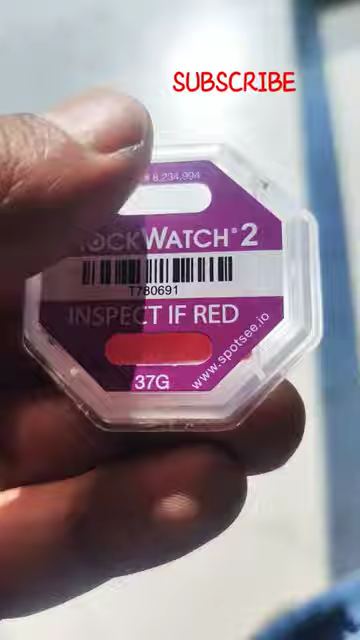 SUBSCRIBE
8,234,994
OCKWATCH® 2
T780691
INSPECT IF RED
37G
www.spotsee.io